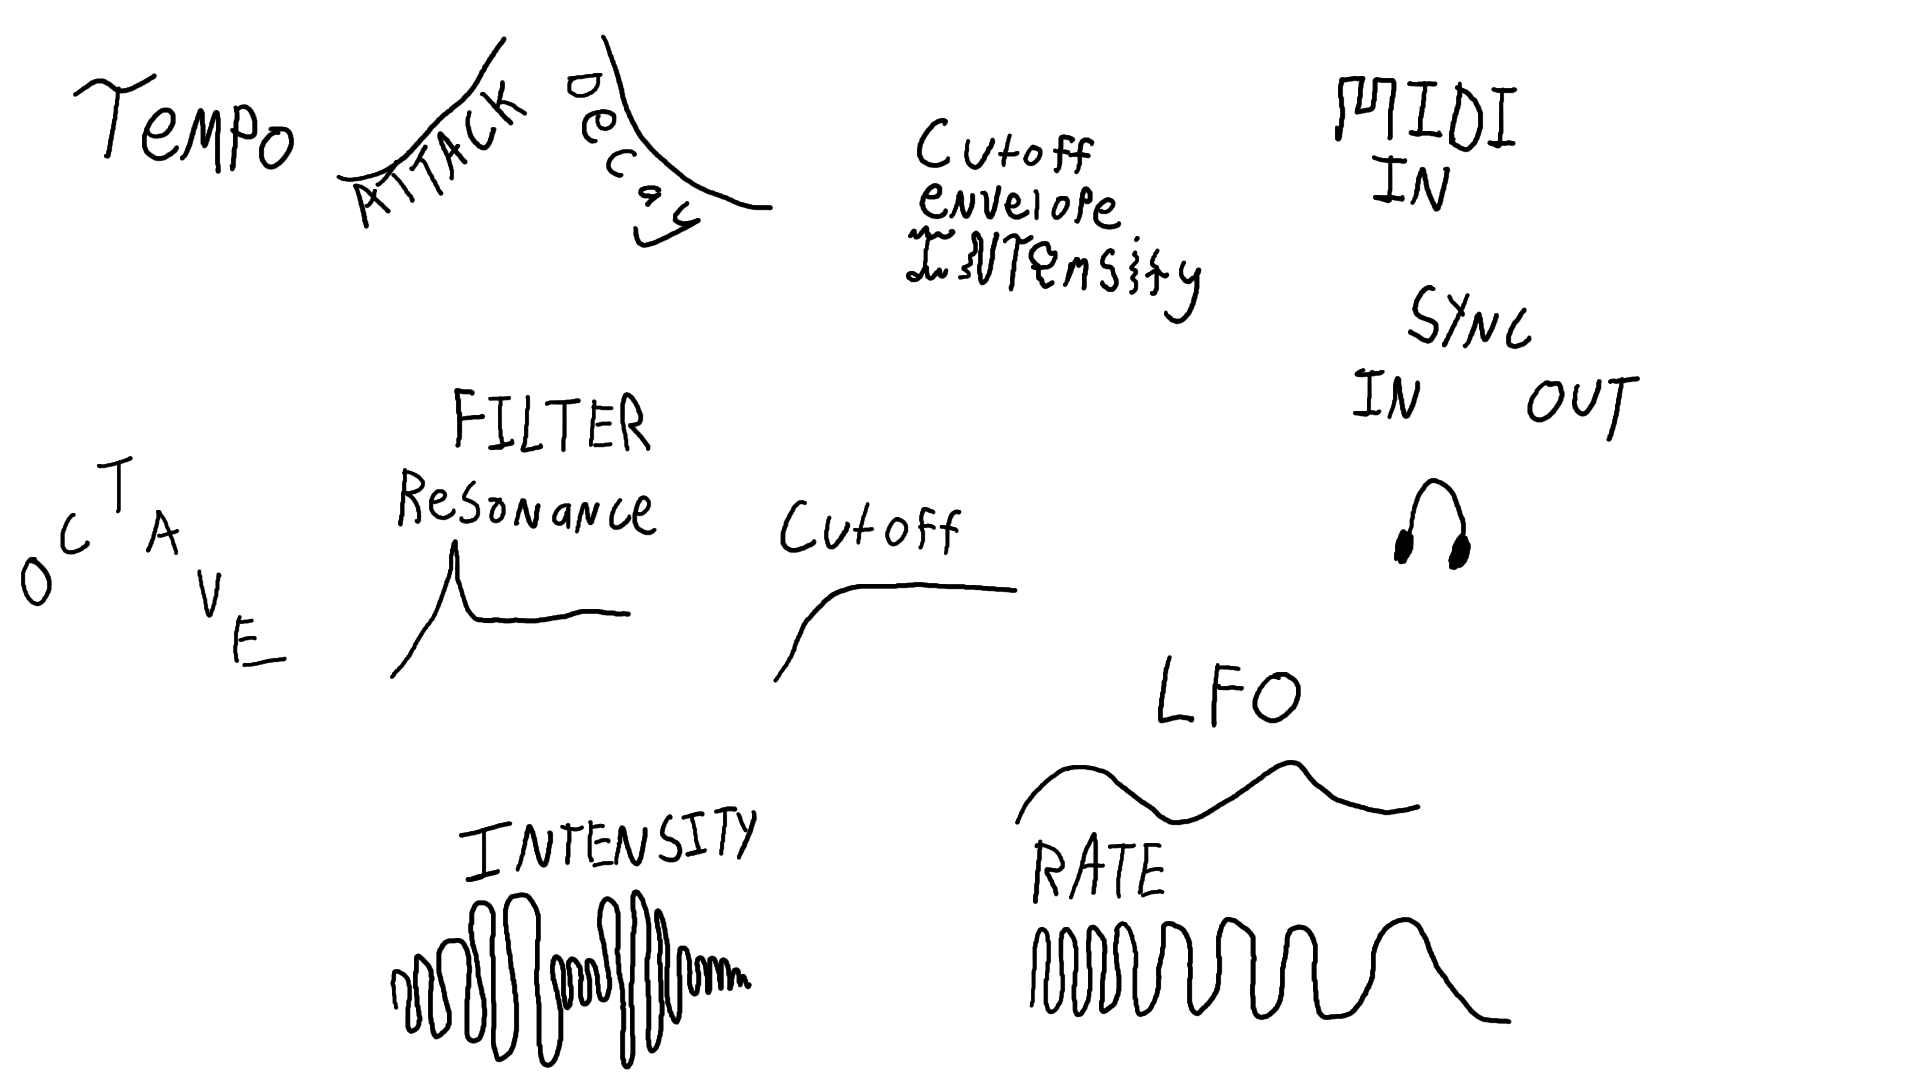 Tempo
ATTACK
Decay
Cutoff
envelope
INTensity
MIDI
IN
SYNC
IN OUT
OCTAVE
FILTER
Resonance
Cutoff
LFO
INTENSITY
RATE